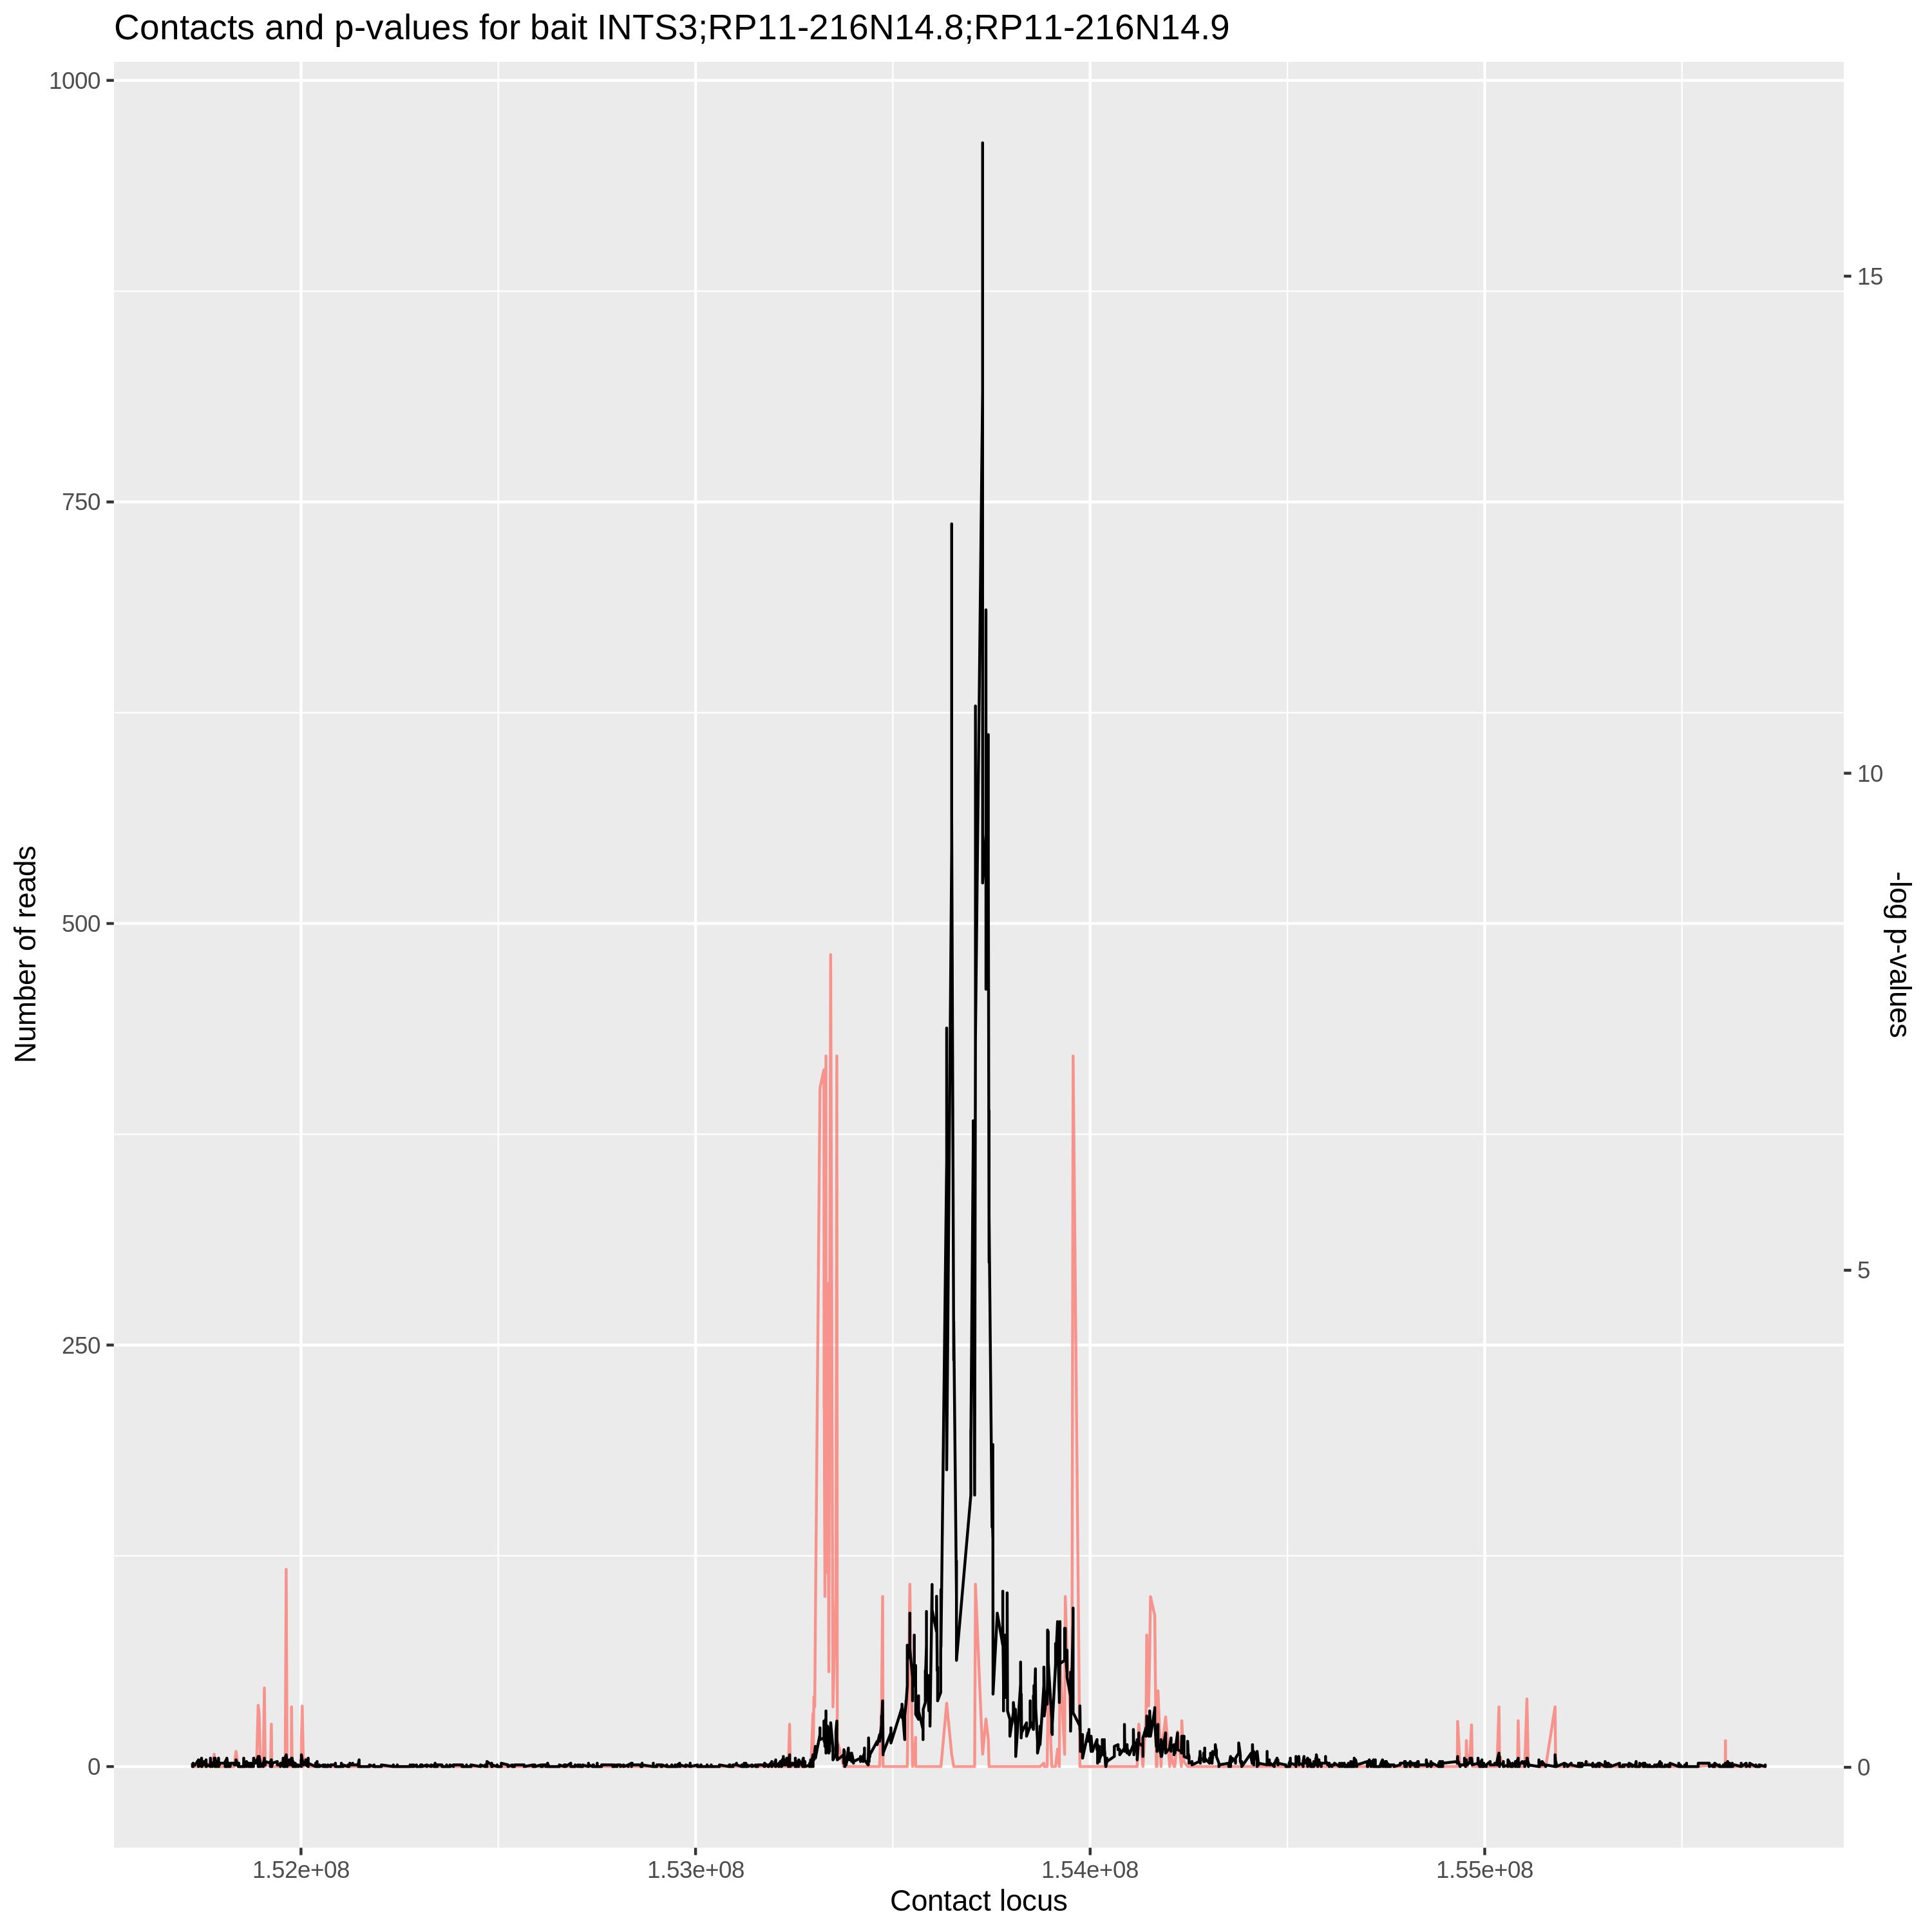 Contacts and p-values for bait INTS3;RP11-216N14.8;RP11-216N14.9
1000
750
500
250
0
Number of reads
15
10
5
0
-log p-values
1.52e+08
1.53e+08
1.54e+08
1.55e+08
Contact locus